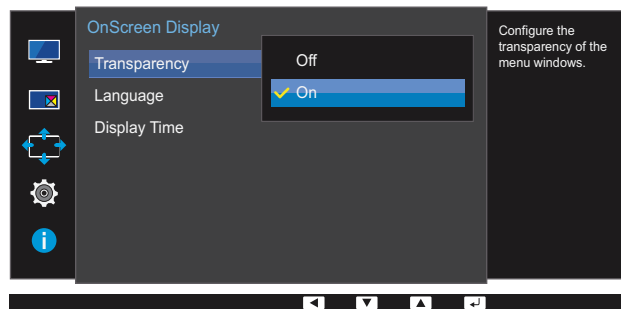 OnScreen Display
Transparency
Language
Display Time
Off
On
Configure the
transparency of the
menu windows.